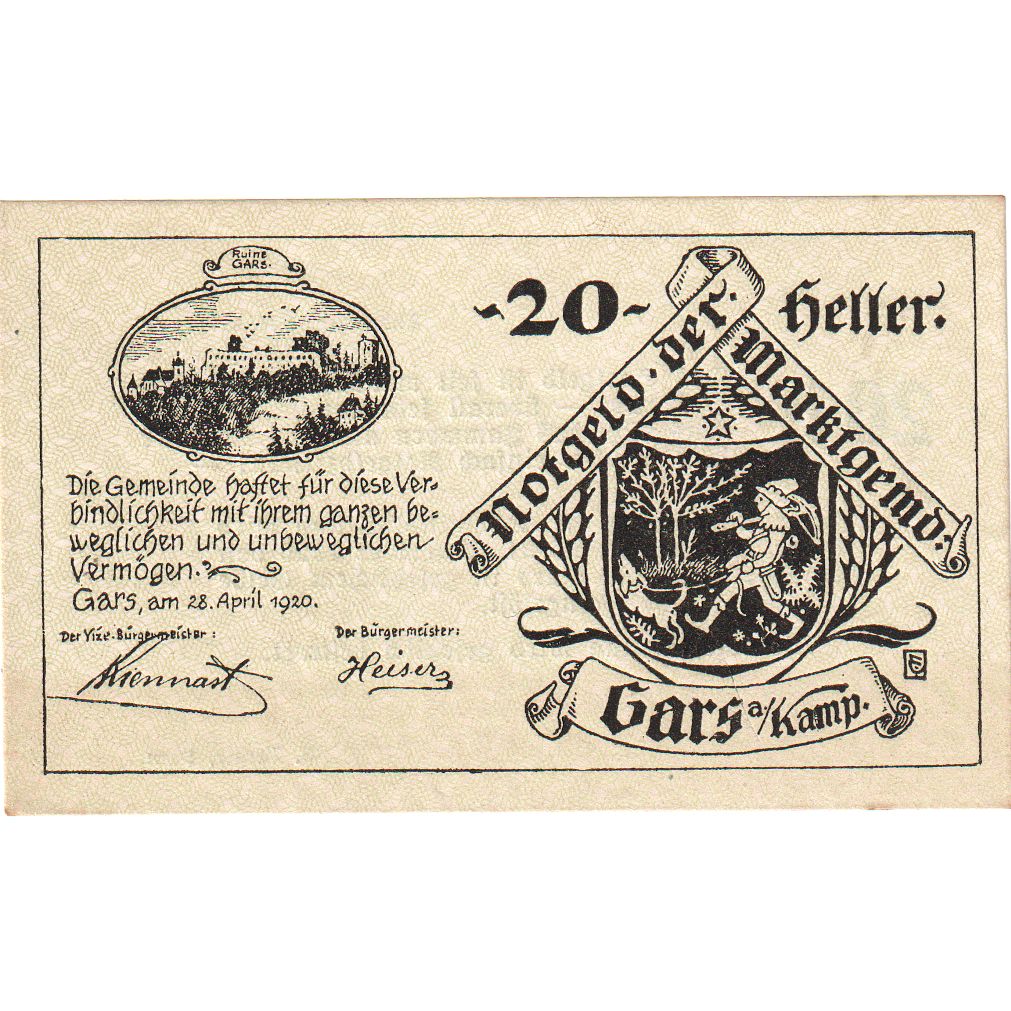 Ruine
GARS.
-20- Heller.
Notgeld · der · Marktgemd.
Die Gemeinde haftet für diese Ver=
bindlichkeit mit ihrem ganzen be=
weglichen und unbeweglichen
Vermögen.
Gars, am 28. April 1920.
Der Vize-Bürgermeister :
Der Bürgermeister:
Kiennast
Heiser
Gars a./Kamp.